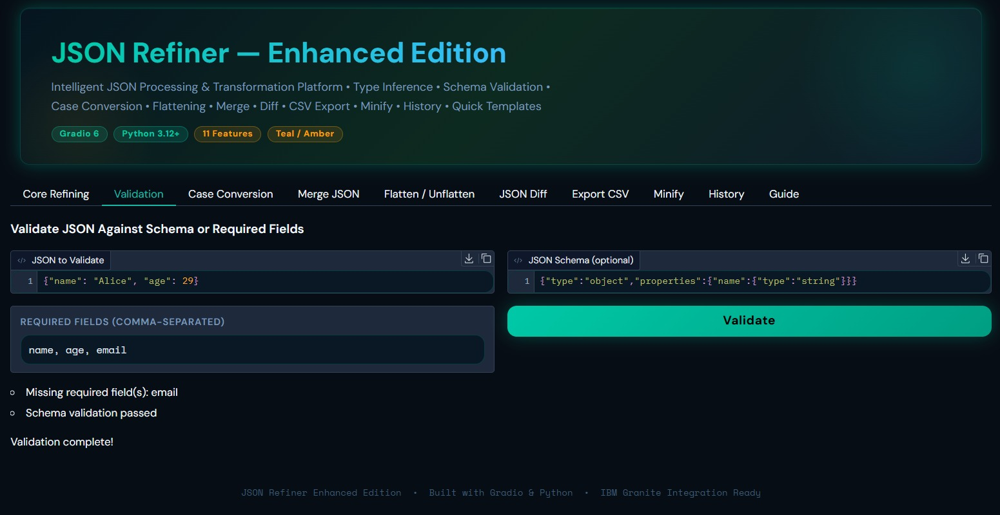 JSON Refiner — Enhanced Edition
Intelligent JSON Processing & Transformation Platform • Type Inference • Schema Validation •
Case Conversion • Flattening • Merge • Diff • CSV Export • Minify • History • Quick Templates
Gradio 6 Python 3.12+ 11 Features Teal / Amber
Core Refining Validation Case Conversion Merge JSON Flatten / Unflatten JSON Diff Export CSV Minify History Guide
Validate JSON Against Schema or Required Fields
</> JSON to Validate
1 {"name": "Alice", "age": 29}
</> JSON Schema (optional)
1 {"type":"object","properties":{"name":{"type":"string"}}}
REQUIRED FIELDS (COMMA-SEPARATED)
name, age, email
Validate
Missing required field(s): email
Schema validation passed
Validation complete!
JSON Refiner Enhanced Edition • Built with Gradio & Python • IBM Granite Integration Ready